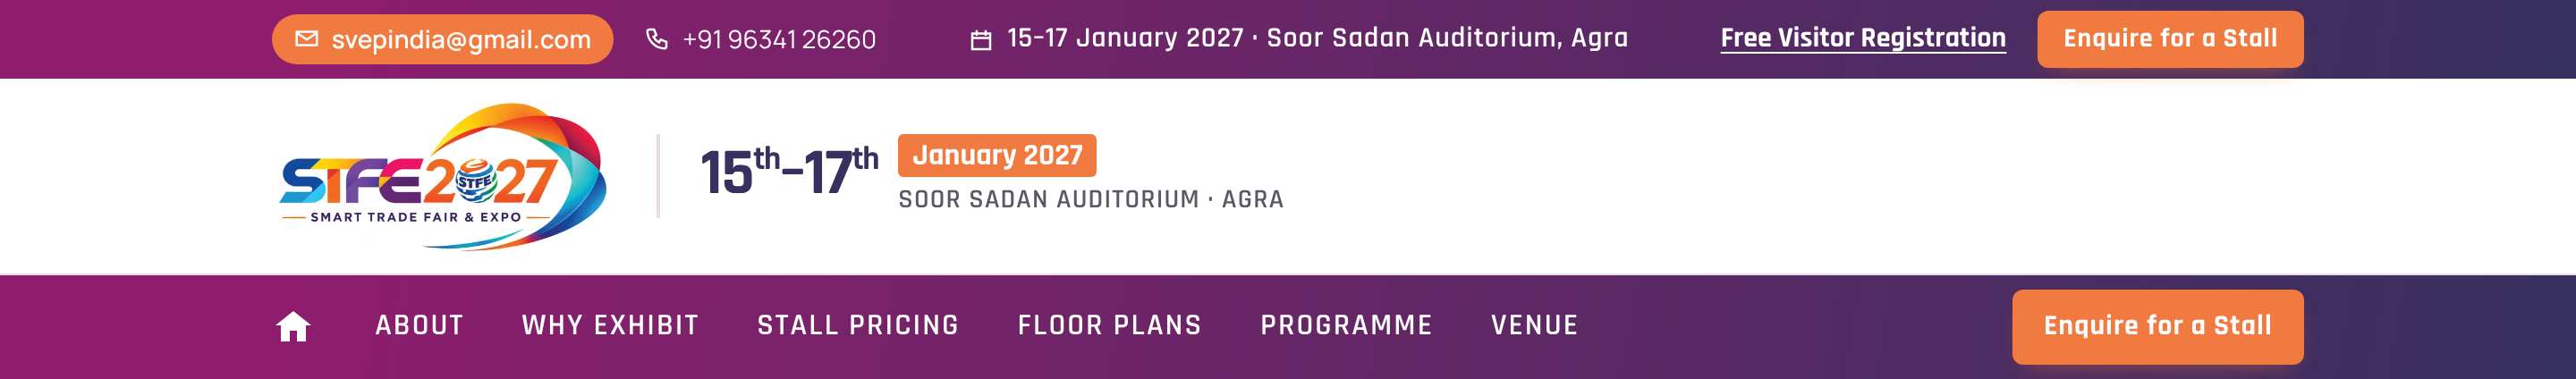 svepindia@gmail.com
+91 96341 26260
15–17 January 2027 · Soor Sadan Auditorium, Agra
Free Visitor Registration
Enquire for a Stall
STFE2027
STFE
SMART TRADE FAIR & EXPO
15th–17th
January 2027
SOOR SADAN AUDITORIUM · AGRA
ABOUT
WHY EXHIBIT
STALL PRICING
FLOOR PLANS
PROGRAMME
VENUE
Enquire for a Stall